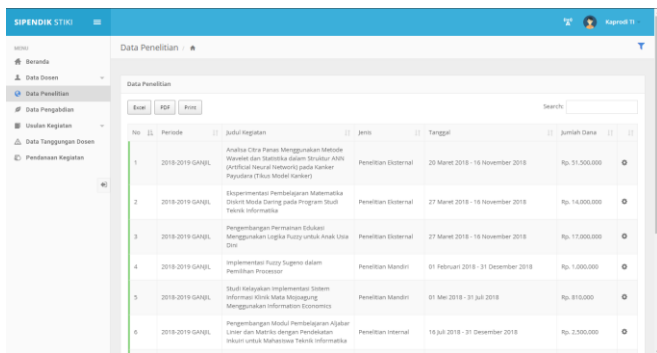 SIPENDIK STIKI
Kaprodi TI
MENU
Beranda
Data Dosen
Data Penelitian
Data Pengabdian
Usulan Kegiatan
Data Tanggungan Dosen
Pendanaan Kegiatan
Data Penelitian /
Data Penelitian
Excel PDF Print
Search:
No Periode Judul Kegiatan Jenis Tanggal Jumlah Dana
Analisa Citra Panas Menggunakan Metode
Wavelet dan Statistika dalam Struktur ANN
1 2018-2019 GANJIL (Artificial Neural Network) pada Kanker Penelitian Eksternal 20 Maret 2018 - 16 November 2018 Rp. 51,500,000
Payudara (Tikus Model Kanker)
Eksperimentasi Pembelajaran Matematika
2 2018-2019 GANJIL Diskrit Moda Daring pada Program Studi Penelitian Eksternal 27 Maret 2018 - 16 November 2018 Rp. 14,000,000
Teknik Informatika
Pengembangan Permainan Edukasi
3 2018-2019 GANJIL Menggunakan Logika Fuzzy untuk Anak Usia Penelitian Eksternal 27 Maret 2018 - 16 November 2018 Rp. 17,000,000
Dini
Implementasi Fuzzy Sugeno dalam
4 2018-2019 GANJIL Pemilihan Processor Penelitian Mandiri 01 Februari 2018 - 31 Desember 2018 Rp. 1,000,000
Studi Kelayakan Implementasi Sistem
5 2018-2019 GANJIL Informasi Klinik Mata Mojoagung Penelitian Mandiri 01 Mei 2018 - 31 Juli 2018 Rp. 810,000
Menggunakan Information Economics
Pengembangan Modul Pembelajaran Aljabar
6 2018-2019 GANJIL Linier dan Matriks dengan Pendekatan Penelitian Internal 16 Juli 2018 - 31 Desember 2018 Rp. 2,500,000
Inkuiri untuk Mahasiswa Teknik Informatika